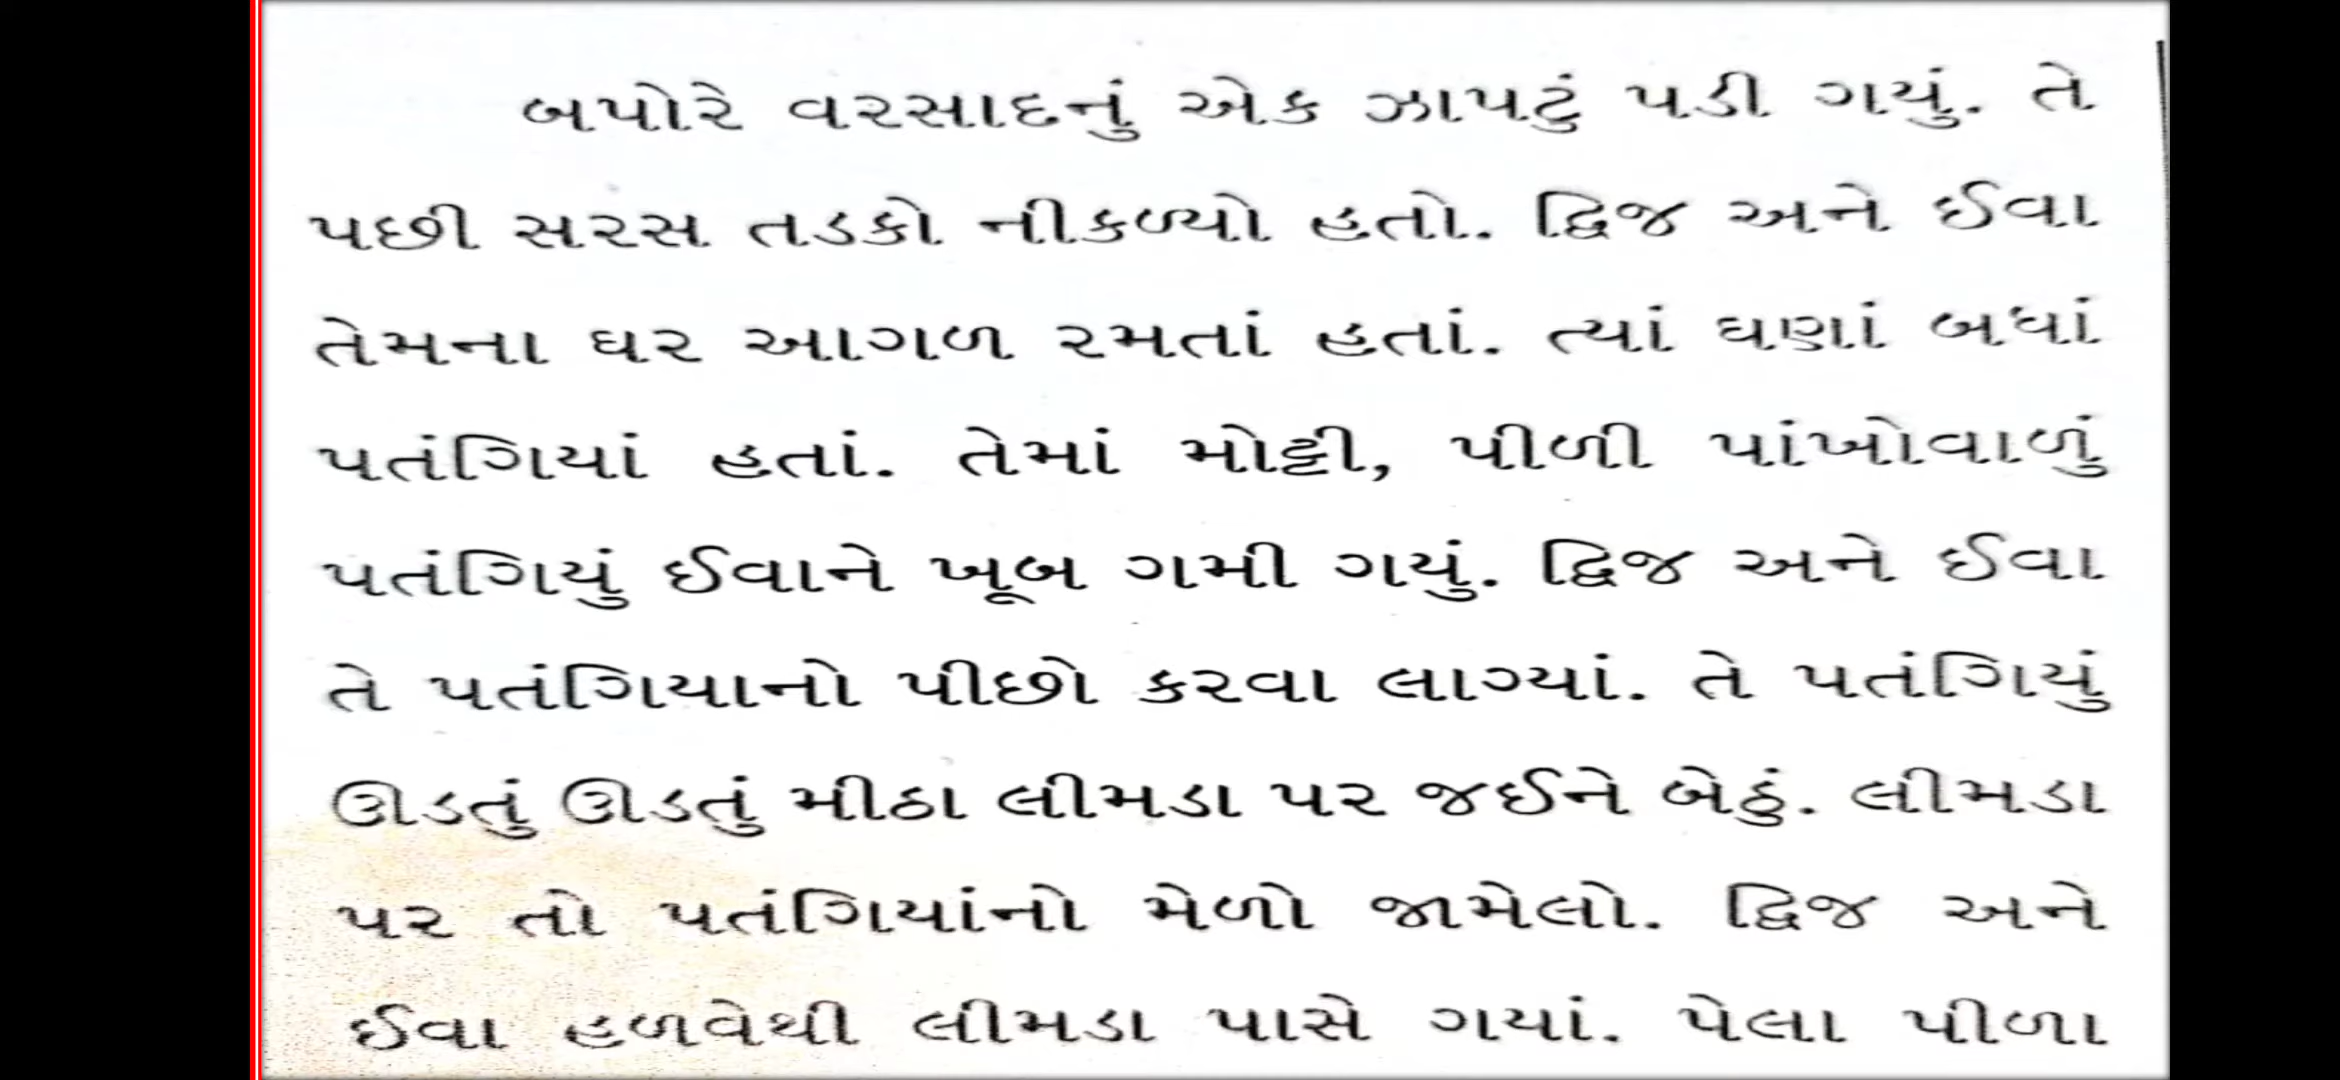 બપોરે વરસાદનું એક ઝાપટું પડી ગયું. તે
પછી સરસ તડકો નીકળ્યો હતો. દ્વિજ અને ઈવા
તેમના ઘર આગળ રમતાં હતાં. ત્યાં ઘણાં બધાં
પતંગિયાં હતાં. તેમાં મોટ્ટી, પીળી પાંખોવાળું
પતંગિયું ઈવાને ખૂબ ગમી ગયું. દ્વિજ અને ઈવા
તે પતંગિયાનો પીછો કરવા લાગ્યાં. તે પતંગિયું
ઊડતું ઊડતું મીઠા લીમડા પર જઈને બેઠું. લીમડા
પર તો પતંગિયાંનો મેળો જામેલો. દ્વિજ અને
ઈવા હળવેથી લીમડા પાસે ગયાં. પેલા પીળા